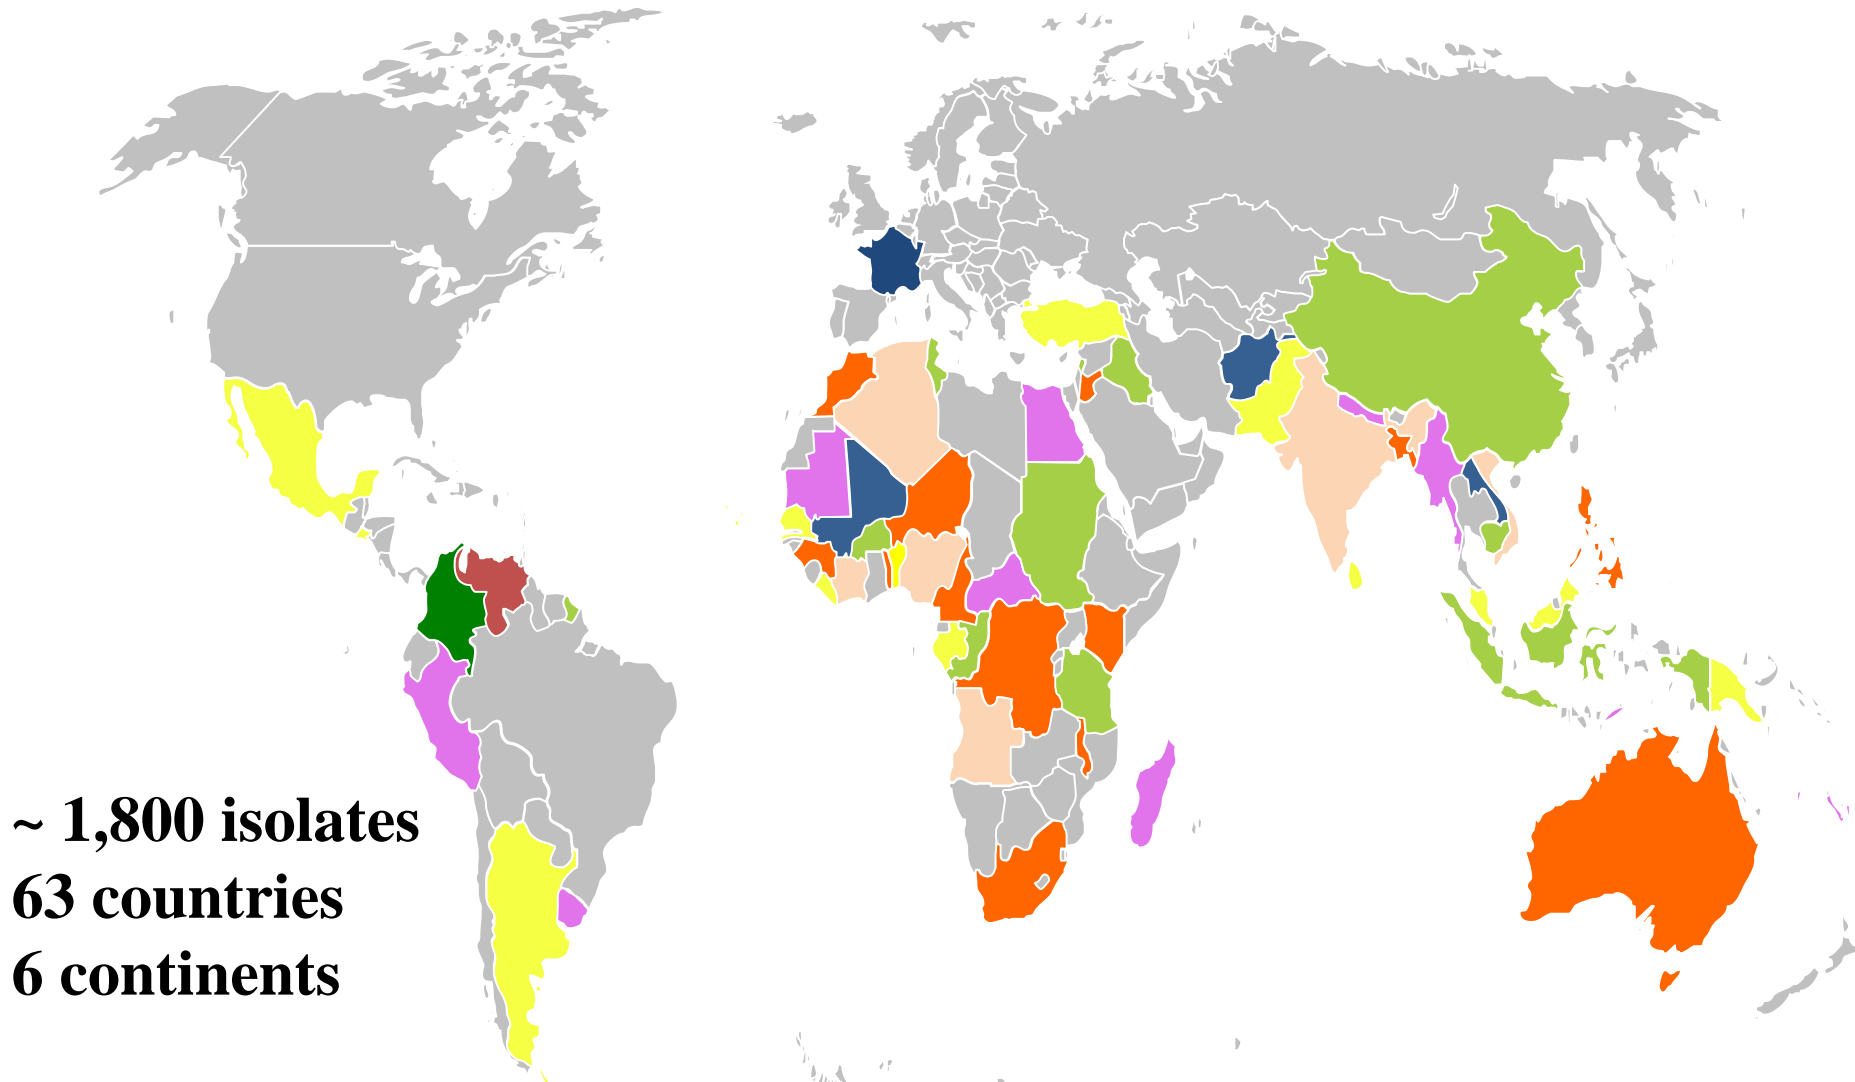 ~ 1,800 isolates
63 countries
6 continents